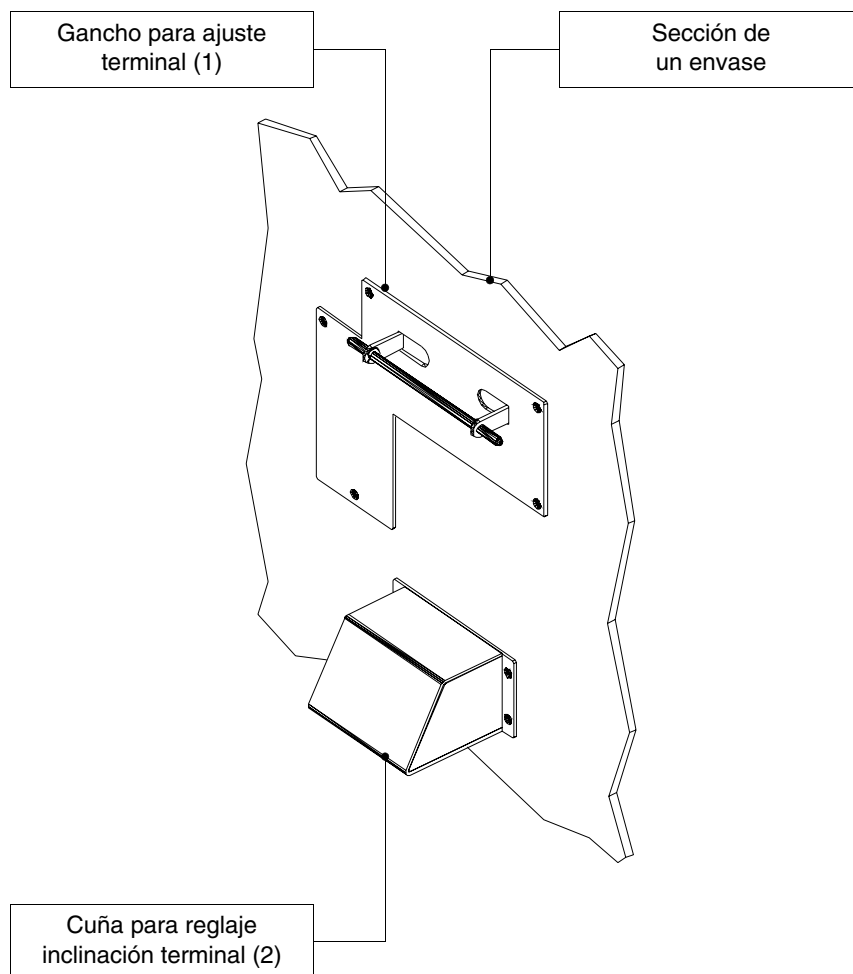 Gancho para ajuste
terminal (1)
Sección de
un envase
Cuña para reglaje
inclinación terminal (2)